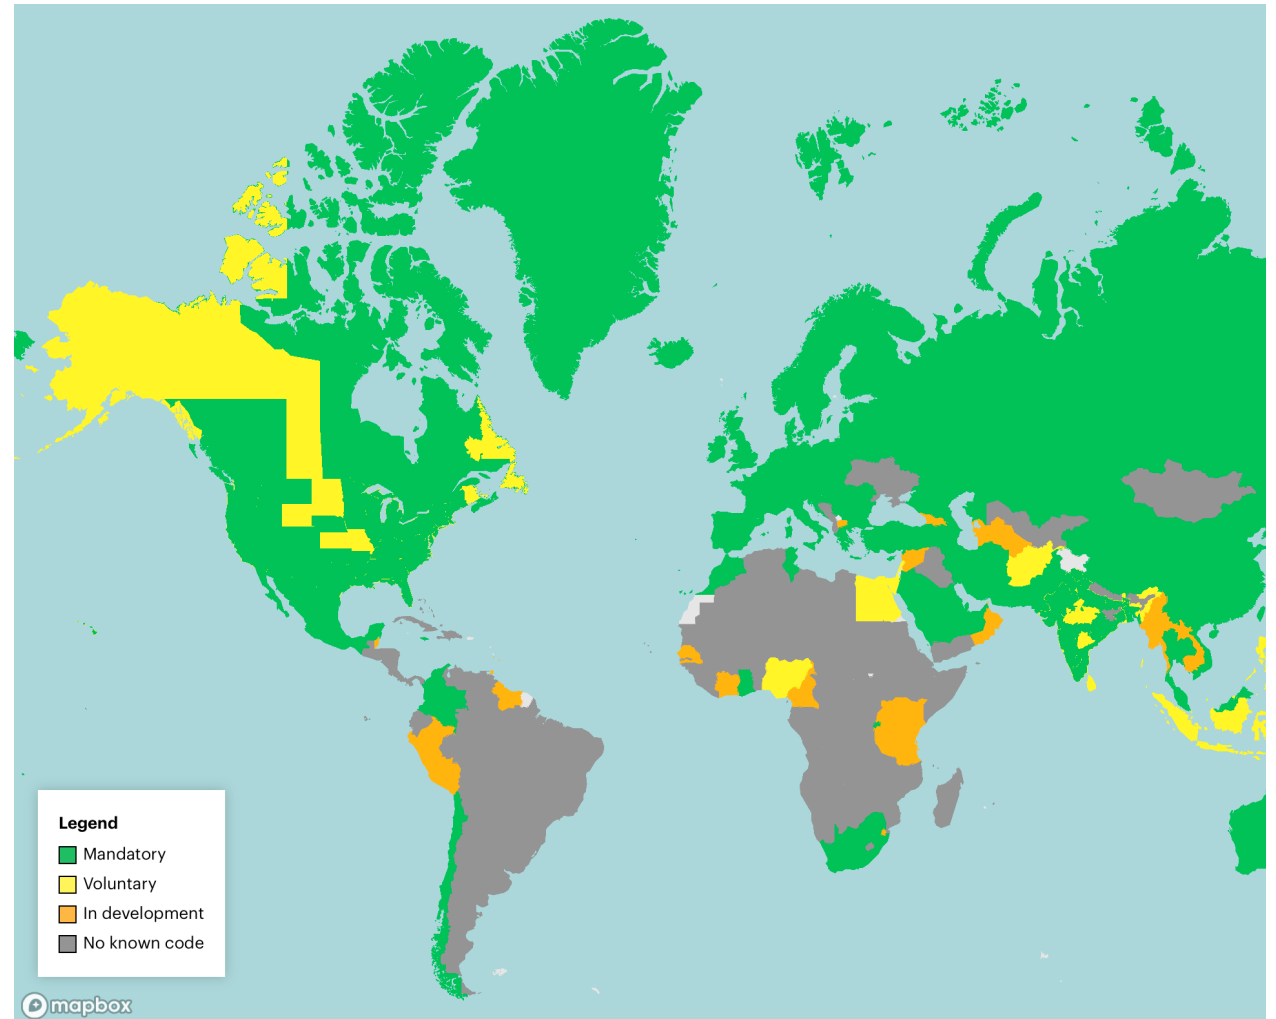 Legend
Mandatory
Voluntary
In development
No known code
mapbox